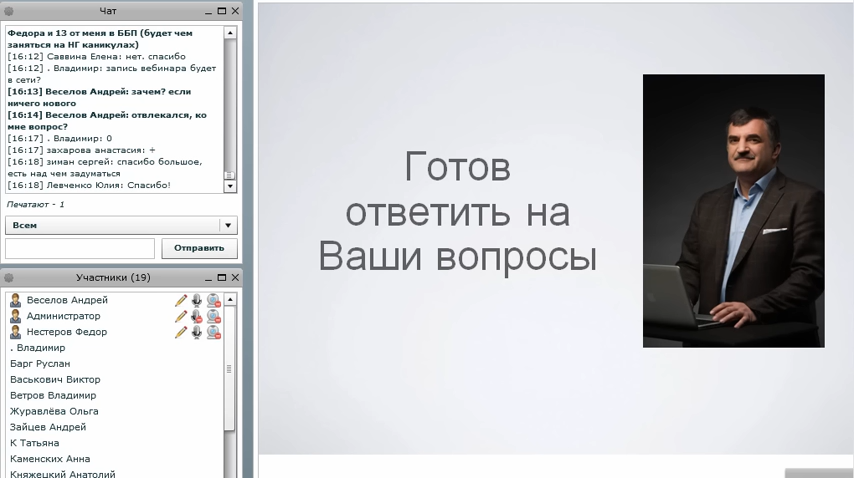 Чат
Федора и 13 от меня в ББП (будет чем
заняться на НГ каникулах)
[16:12] Саввина Елена: нет. спасибо
[16:12] . Владимир: запись вебинара будет
в сети?
[16:13] Веселов Андрей: зачем? если
ничего нового
[16:14] Веселов Андрей: отвлекался, ко
мне вопрос?
[16:17] . Владимир: 0
[16:17] захарова анастасия: +
[16:18] зиман сергей: спасибо большое,
есть над чем задуматься
[16:18] Левченко Юлия: Спасибо!
Печатают - 1
Всем
Отправить
Участники (19)
Веселов Андрей
Администратор
Нестеров Федор
. Владимир
Барг Руслан
Васькович Виктор
Ветров Владимир
Журавлёва Ольга
Зайцев Андрей
К Татьяна
Каменских Анна
Княжецкий Анатолий
Готов
ответить на
Ваши вопросы